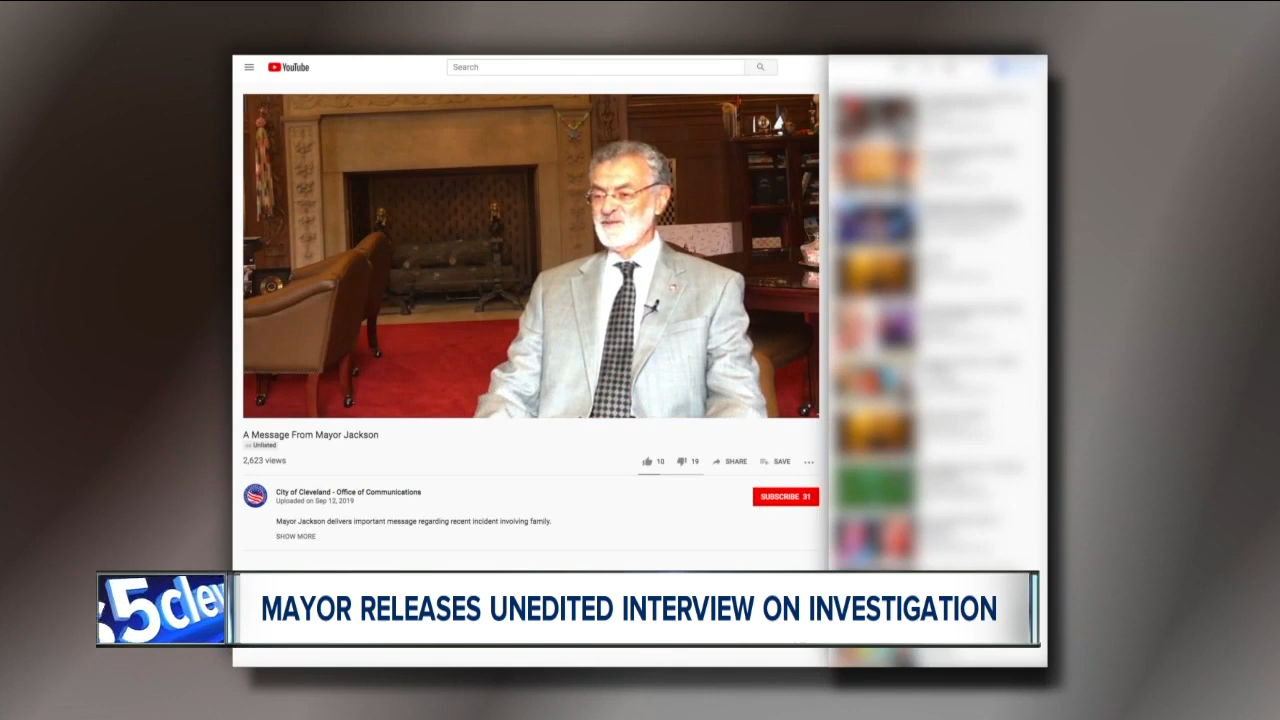 YouTube
Search
A Message From Mayor Jackson
Unlisted
2,623 views
10
19
SHARE
SAVE
City of Cleveland - Office of Communications
Uploaded on Sep 12, 2019
SUBSCRIBE 31
Mayor Jackson delivers important message regarding recent incident involving family.
SHOW MORE
5 cle
MAYOR RELEASES UNEDITED INTERVIEW ON INVESTIGATION